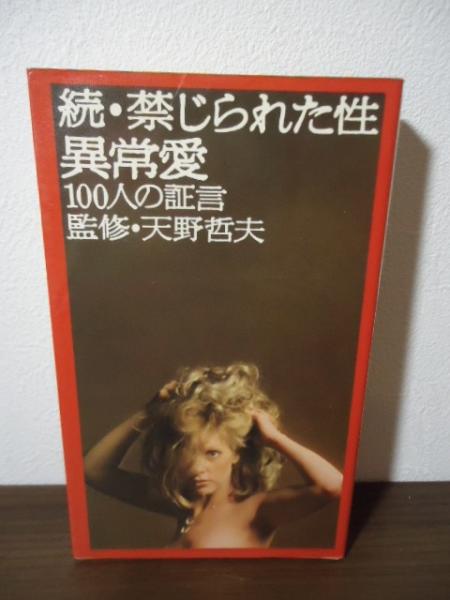 続・禁じられた性
異常愛
100人の証言
監修・天野哲夫